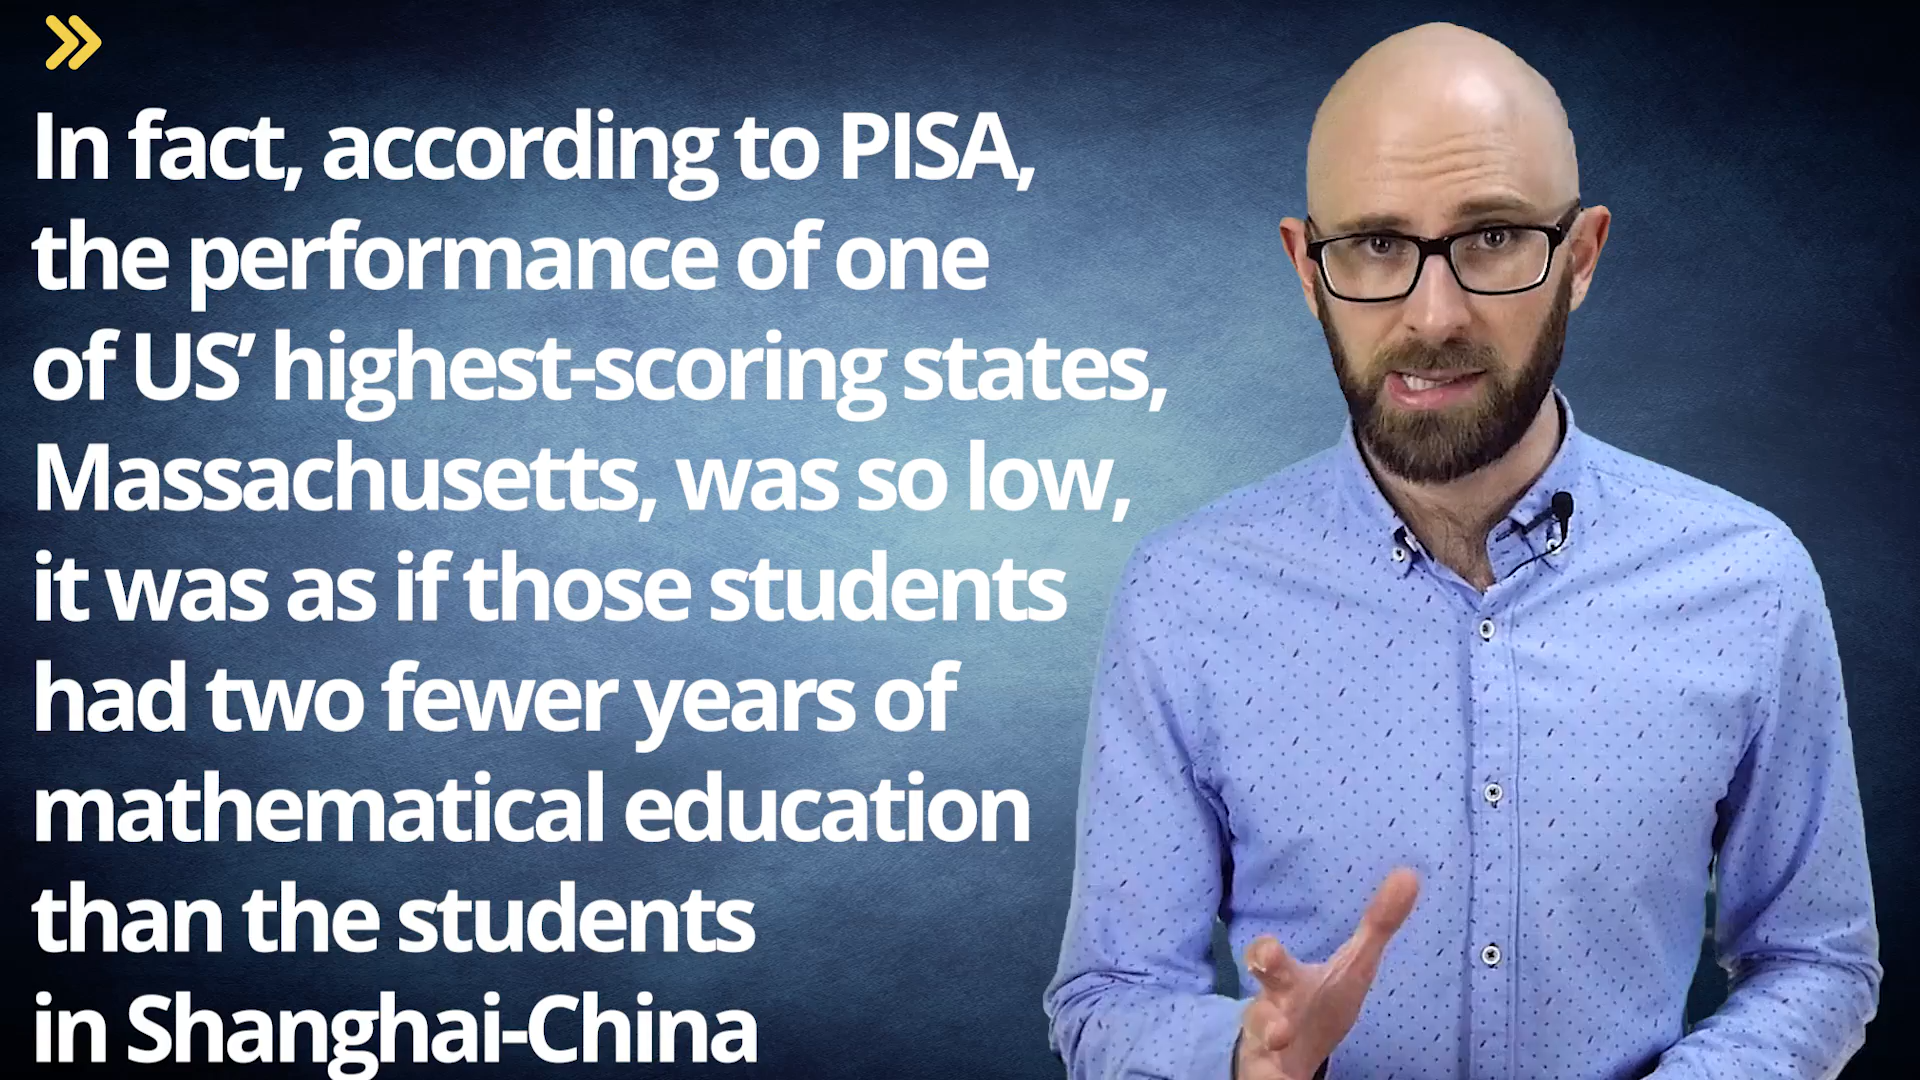 In fact, according to PISA,
the performance of one
of US’ highest-scoring states,
Massachusetts, was so low,
it was as if those students
had two fewer years of
mathematical education
than the students
in Shanghai-China